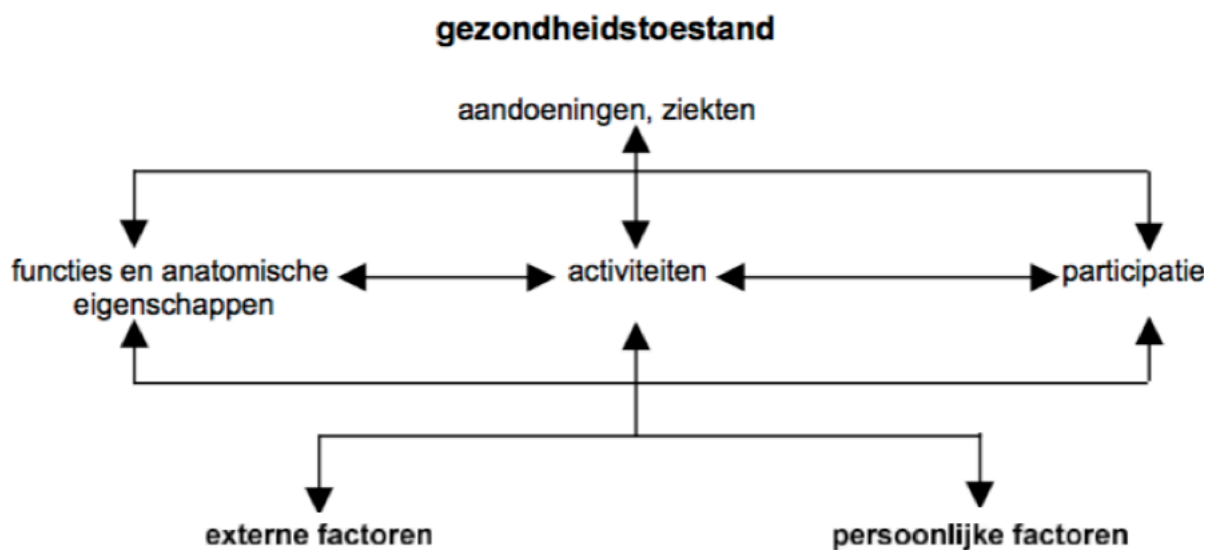 gezondheidstoestand
aandoeningen, ziekten
functies en anatomische
eigenschappen
activiteiten
participatie
externe factoren
persoonlijke factoren